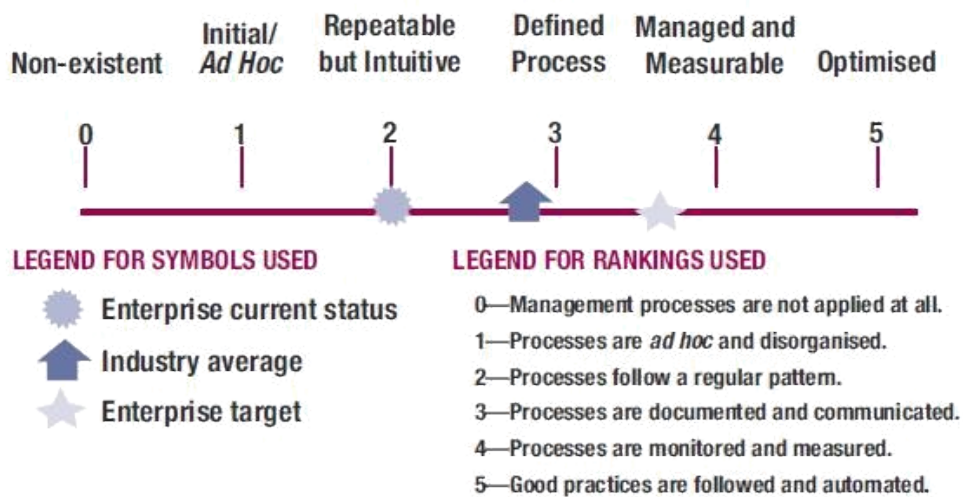 Non-existent
Initial/
Ad Hoc
Repeatable
but Intuitive
Defined
Process
Managed and
Measurable
Optimised
0
1
2
3
4
5
LEGEND FOR SYMBOLS USED
Enterprise current status
Industry average
Enterprise target
LEGEND FOR RANKINGS USED
0—Management processes are not applied at all.
1—Processes are ad hoc and disorganised.
2—Processes follow a regular pattern.
3—Processes are documented and communicated.
4—Processes are monitored and measured.
5—Good practices are followed and automated.